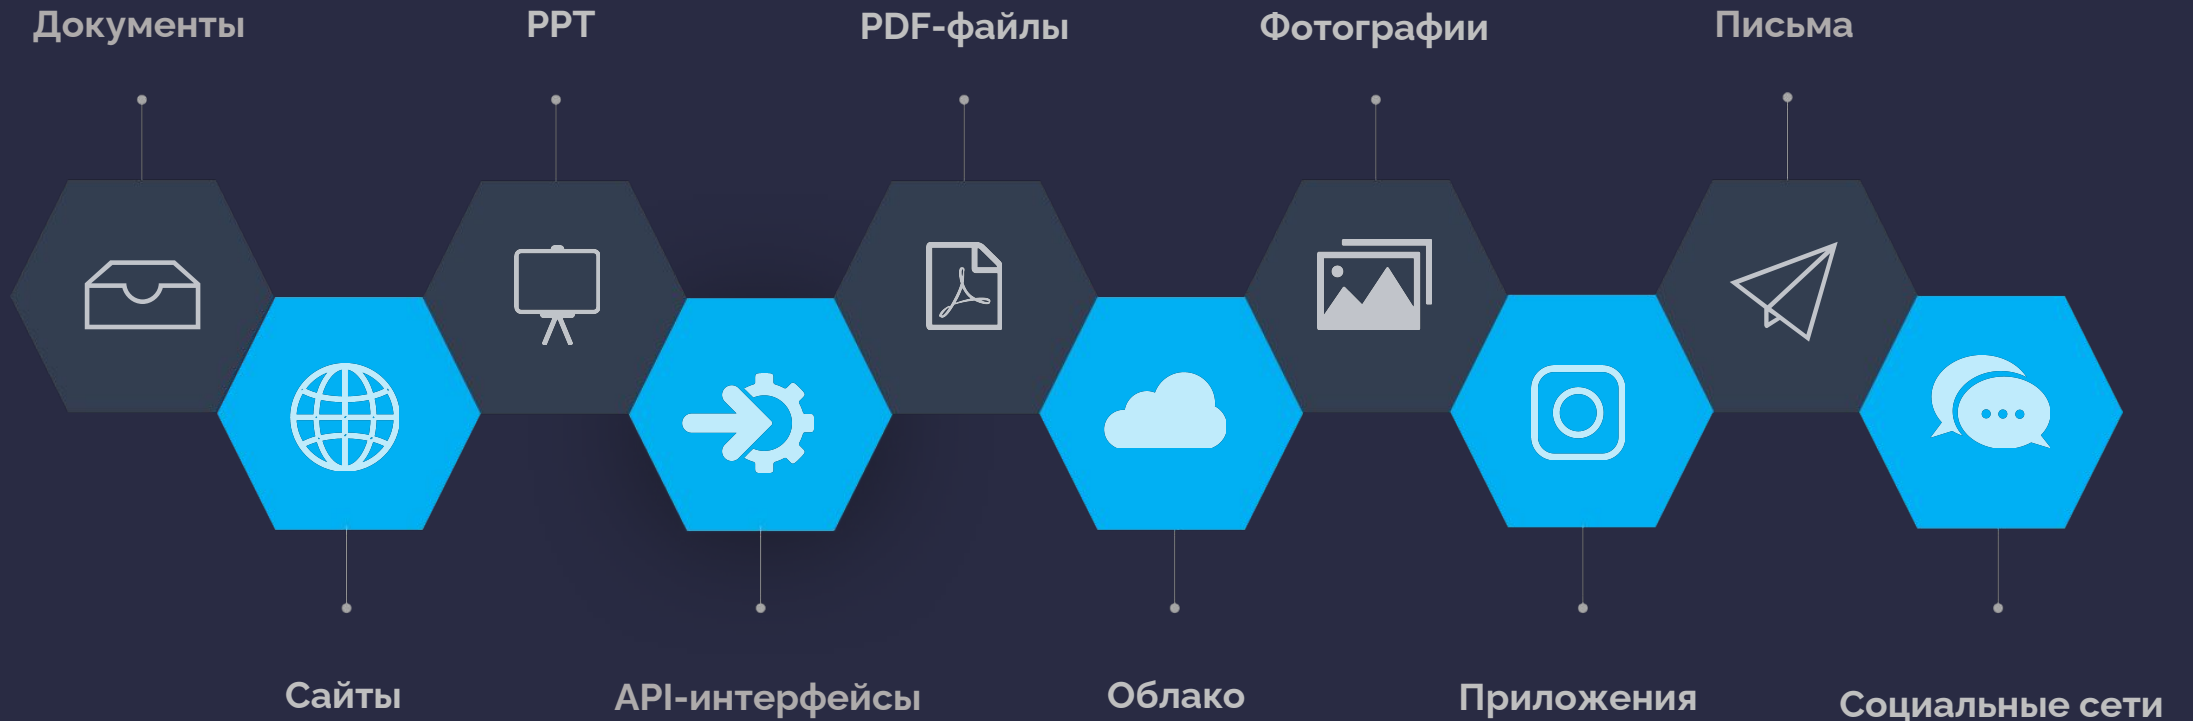 Документы
PPT
PDF-файлы
Фотографии
Письма
Сайты
API-интерфейсы
Облако
Приложения
Социальные сети